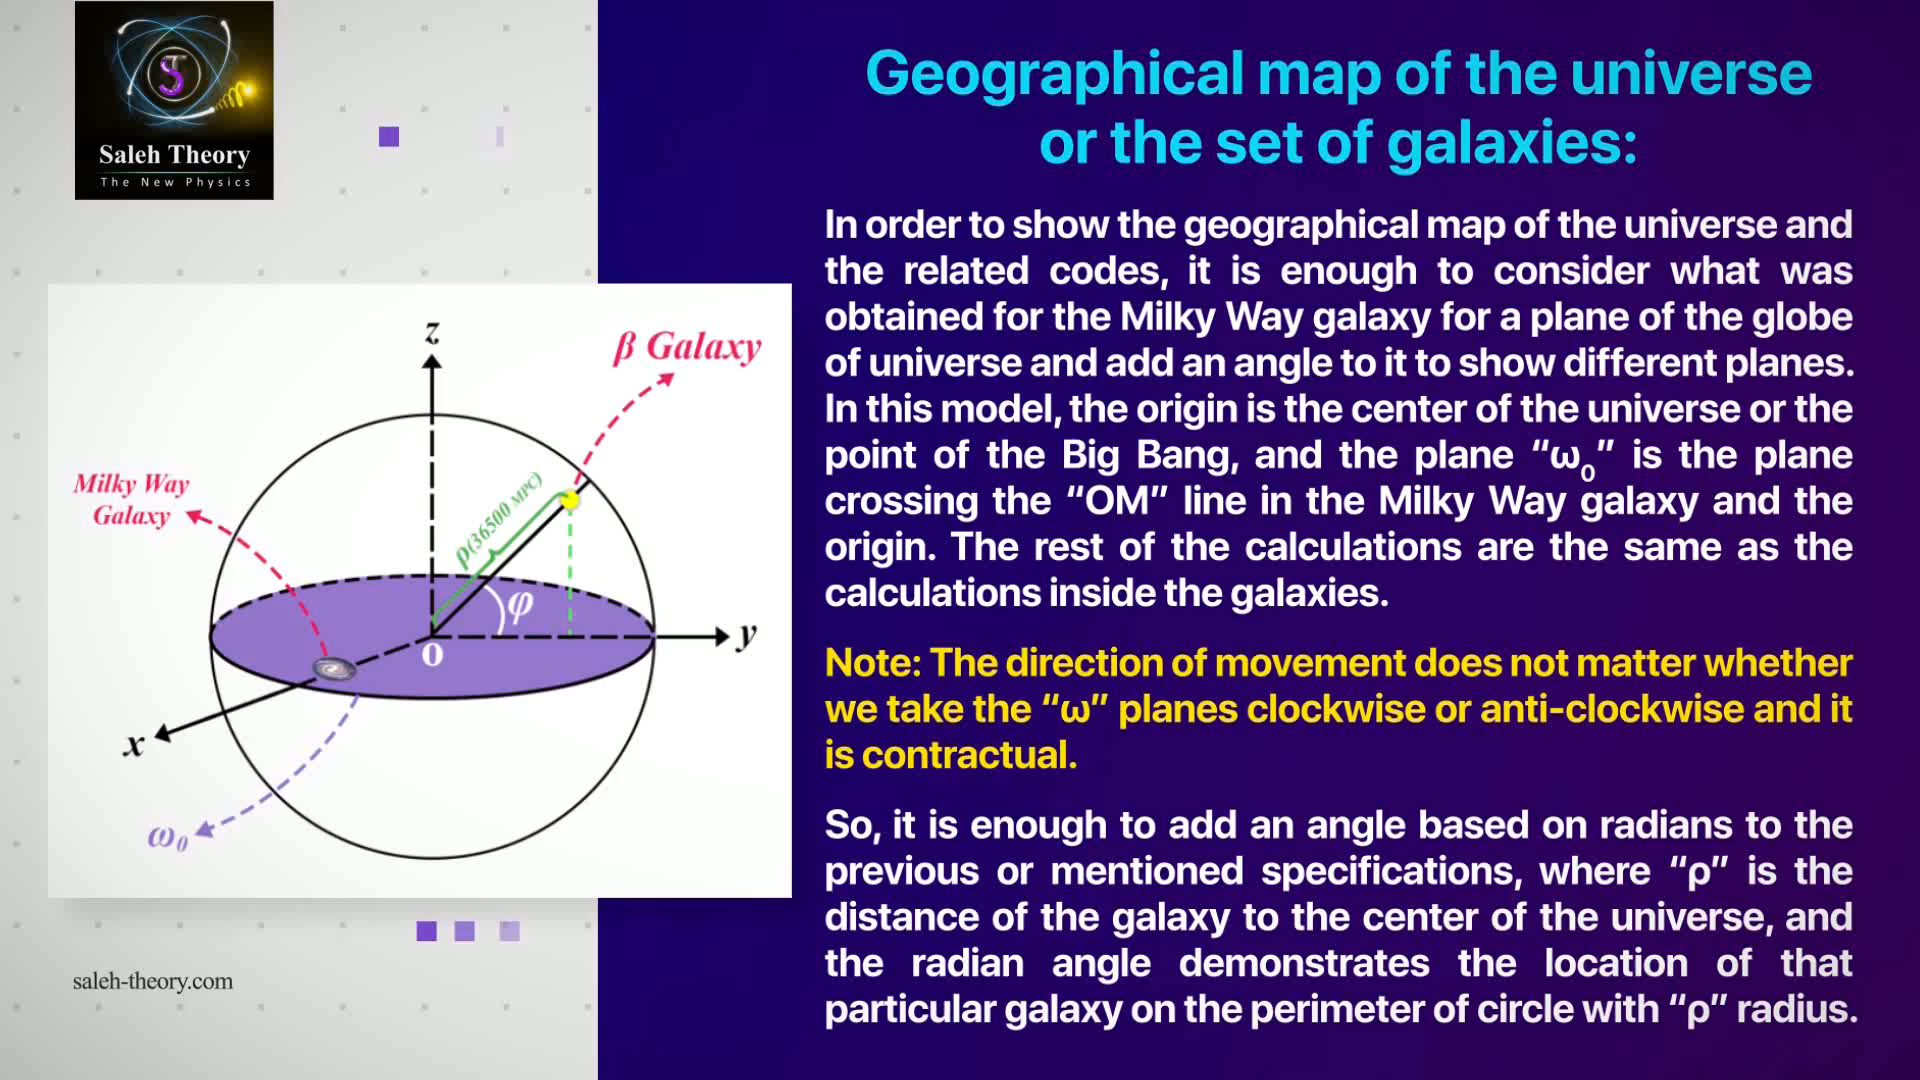 Saleh Theory
The New Physics
Geographical map of the universe
or the set of galaxies:
In order to show the geographical map of the universe and
the related codes, it is enough to consider what was
obtained for the Milky Way galaxy for a plane of the globe
of universe and add an angle to it to show different planes.
In this model, the origin is the center of the universe or the
point of the Big Bang, and the plane “ω₀” is the plane
crossing the “OM” line in the Milky Way galaxy and the
origin. The rest of the calculations are the same as the
calculations inside the galaxies.
Note: The direction of movement does not matter whether
we take the “ω” planes clockwise or anti-clockwise and it
is contractual.
So, it is enough to add an angle based on radians to the
previous or mentioned specifications, where “ρ” is the
distance of the galaxy to the center of the universe, and
the radian angle demonstrates the location of that
particular galaxy on the perimeter of circle with “ρ” radius.
z
β Galaxy
Milky Way
Galaxy
ρ(36500 MPC)
φ
y
0
x
ω₀
saleh-theory.com